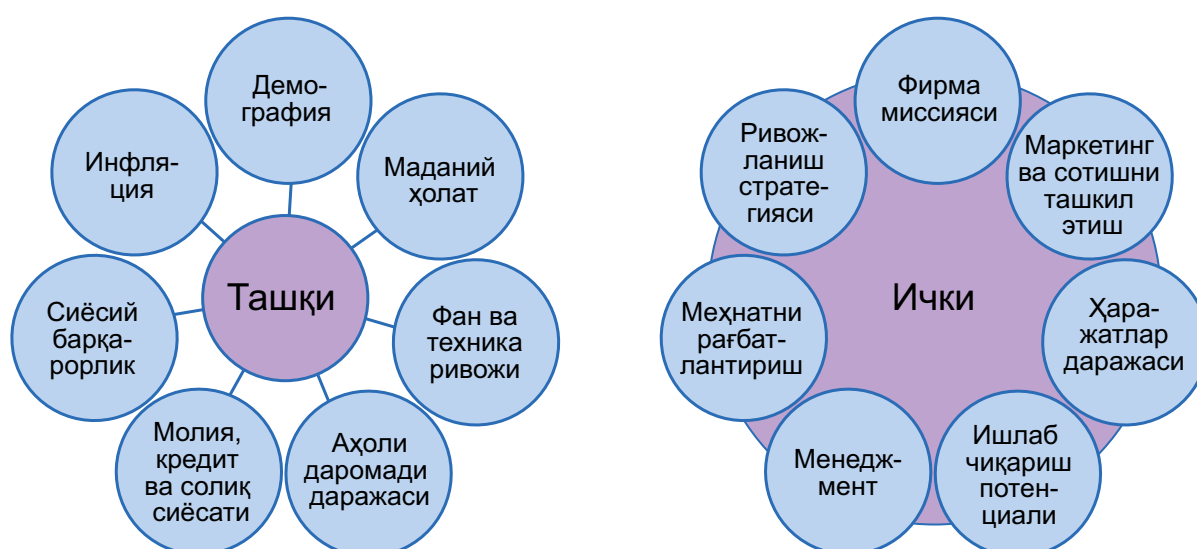 Ташқи
Демо-
графия
Маданий
ҳолат
Фан ва
техника
ривожи
Аҳоли
даромади
даражаси
Молия,
кредит
ва солиқ
сиёсати
Сиёсий
барқа-
рорлик
Инфля-
ция
Ички
Фирма
миссияси
Маркетинг
ва сотишни
ташкил
этиш
Ҳара-
жатлар
даражаси
Ишлаб
чиқариш
потен-
циали
Менедж-
мент
Меҳнатни
рағбат-
лантириш
Ривож-
ланиш
страте-
гияси